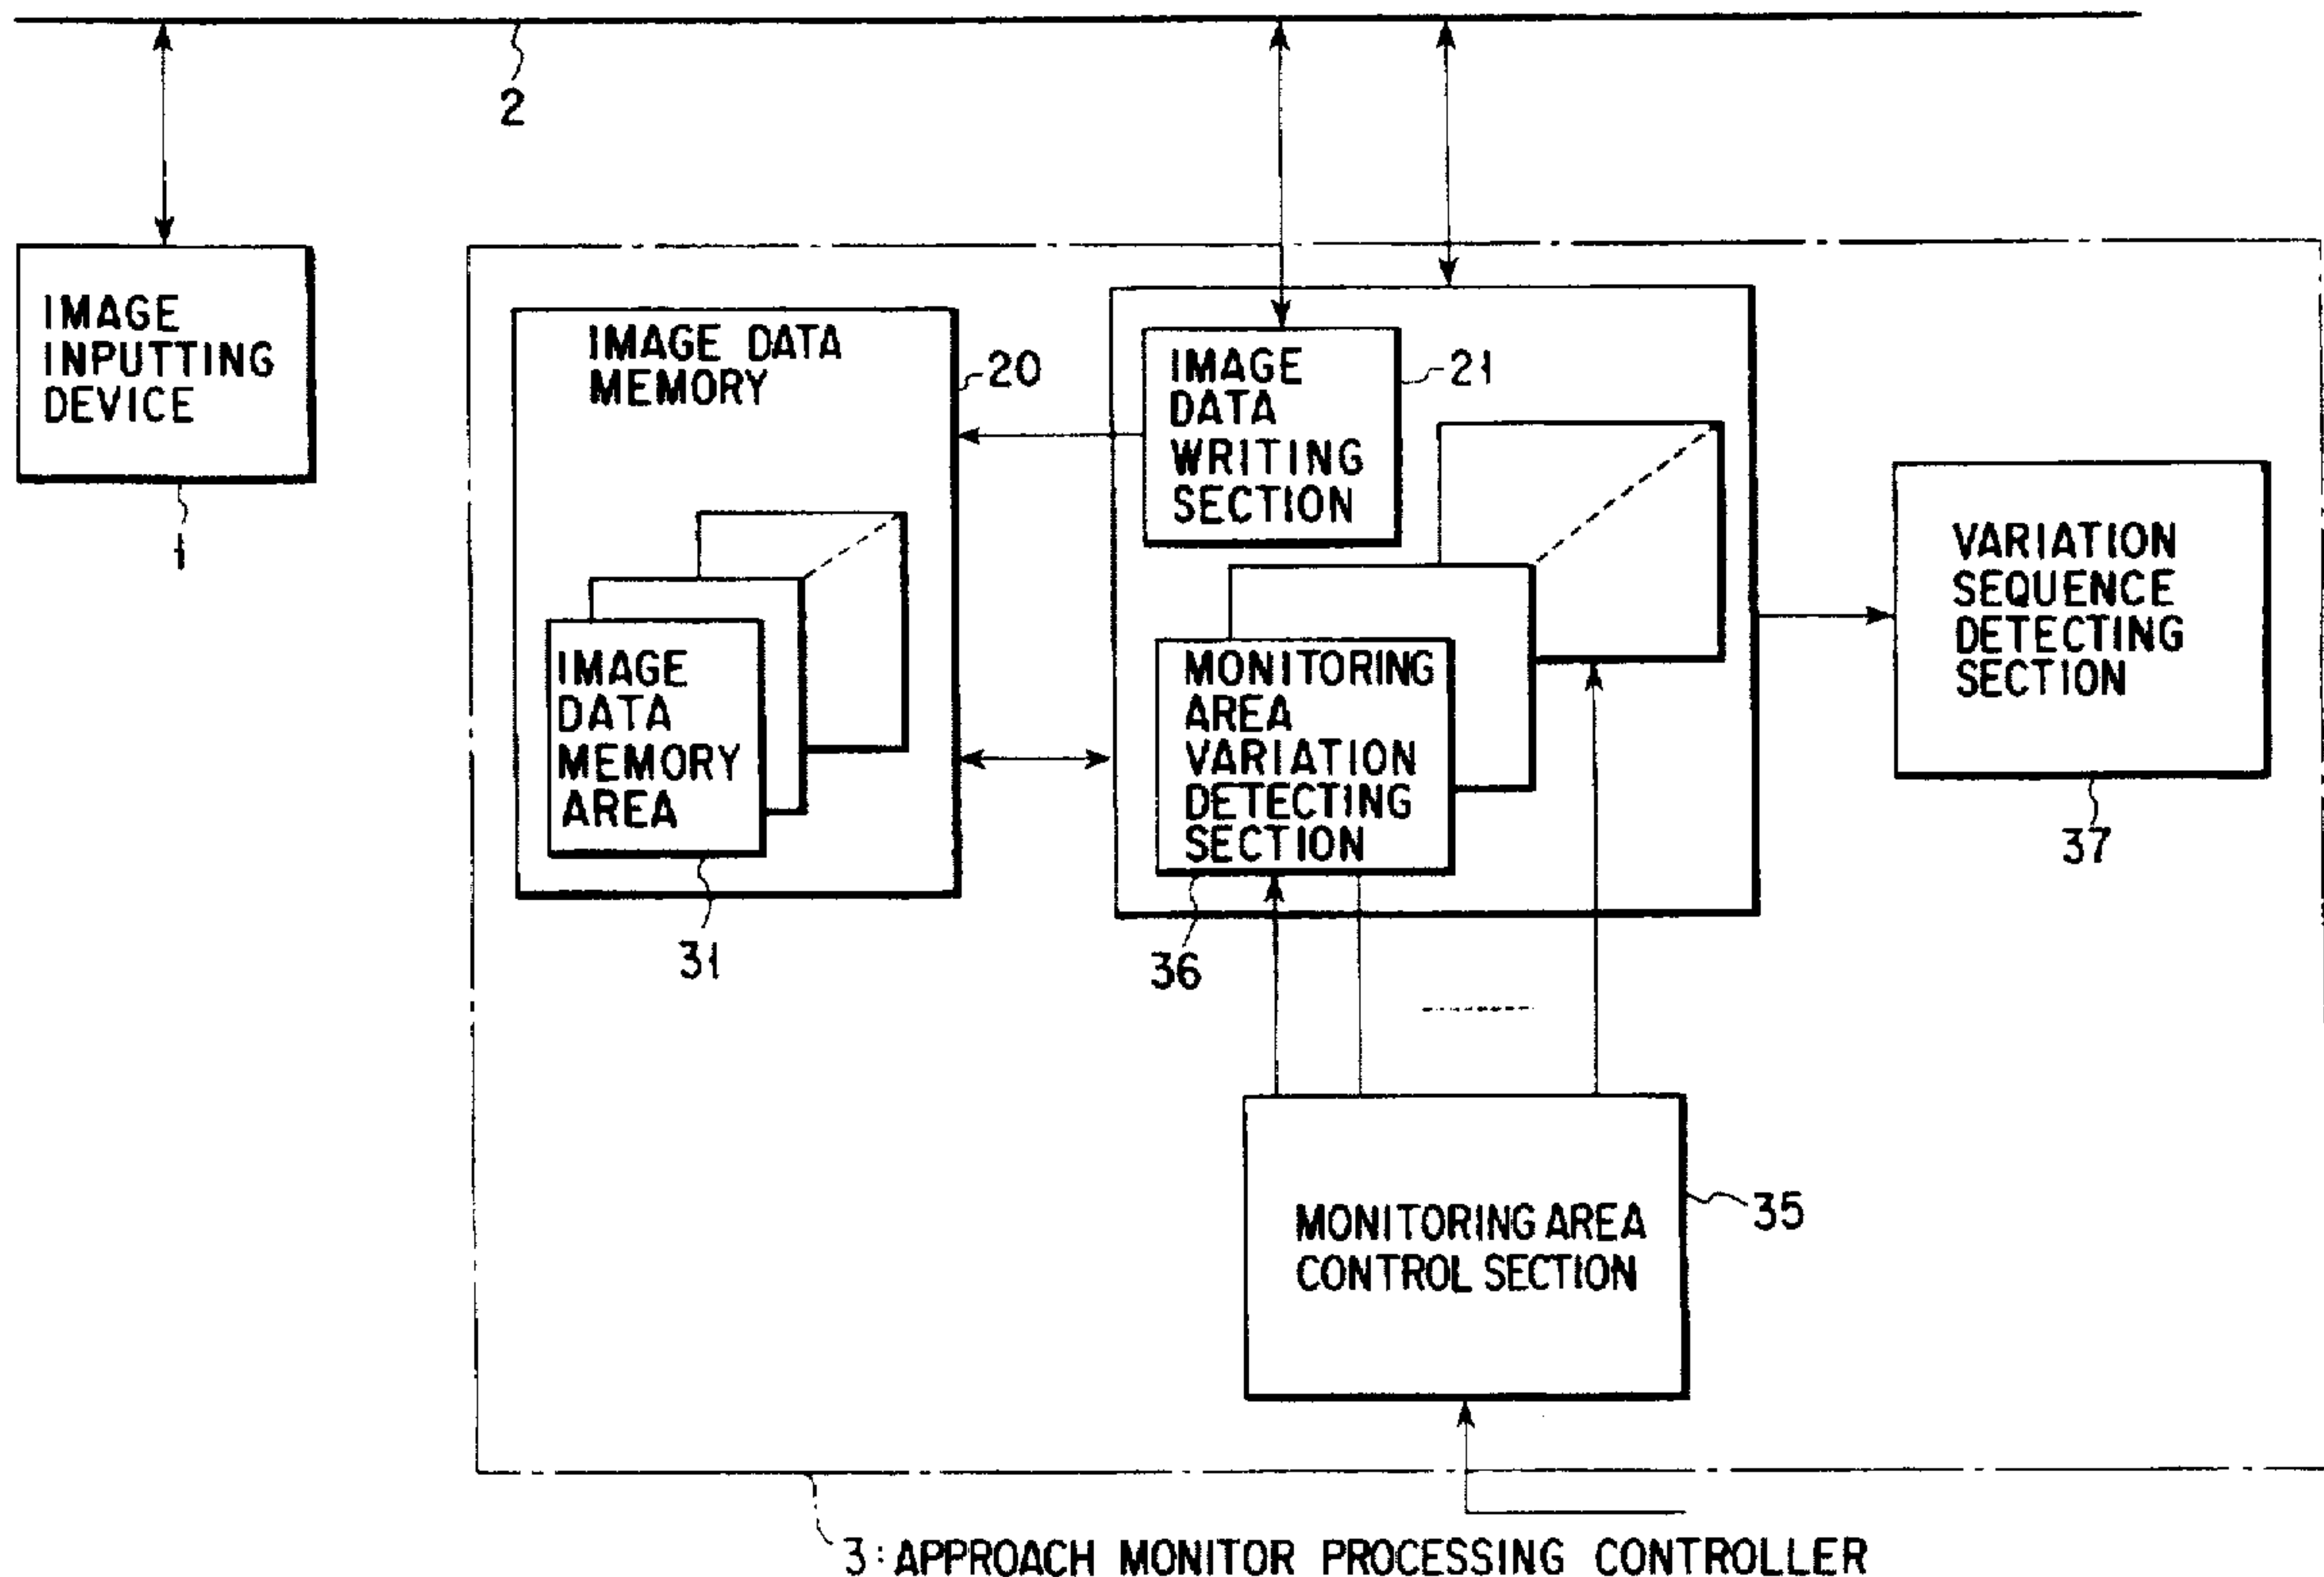 2
IMAGE
INPUTTING
DEVICE
1
IMAGE DATA
MEMORY
20
IMAGE
DATA
WRITING
SECTION
21
VARIATION
SEQUENCE
DETECTING
SECTION
37
IMAGE
DATA
MEMORY
AREA
31
MONITORING
AREA
VARIATION
DETECTING
SECTION
36
MONITORING AREA
CONTROL SECTION
35
3: APPROACH MONITOR PROCESSING CONTROLLER